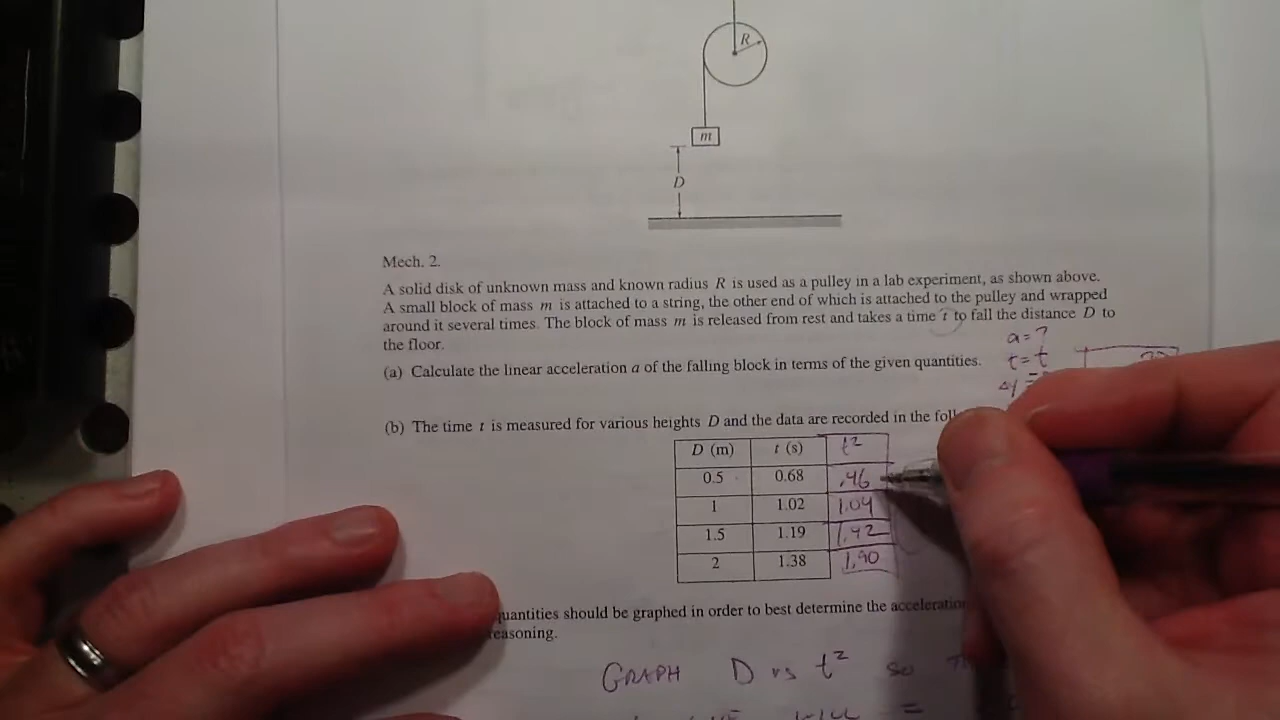 R
m
D
Mech. 2.
A solid disk of unknown mass and known radius R is used as a pulley in a lab experiment, as shown above.
A small block of mass m is attached to a string, the other end of which is attached to the pulley and wrapped
around it several times. The block of mass m is released from rest and takes a time t to fall the distance D to
the floor.
a = ?
(a) Calculate the linear acceleration a of the falling block in terms of the given quantities. t = t
Δy =
(b) The time t is measured for various heights D and the data are recorded in the
D (m) t (s) t²
0.5 0.68 .46
1 1.02 1.04
1.5 1.19 1.42
2 1.38 1.90
quantities should be graphed in order to best determine the
reasoning.
GRAPH D vs t² so
=